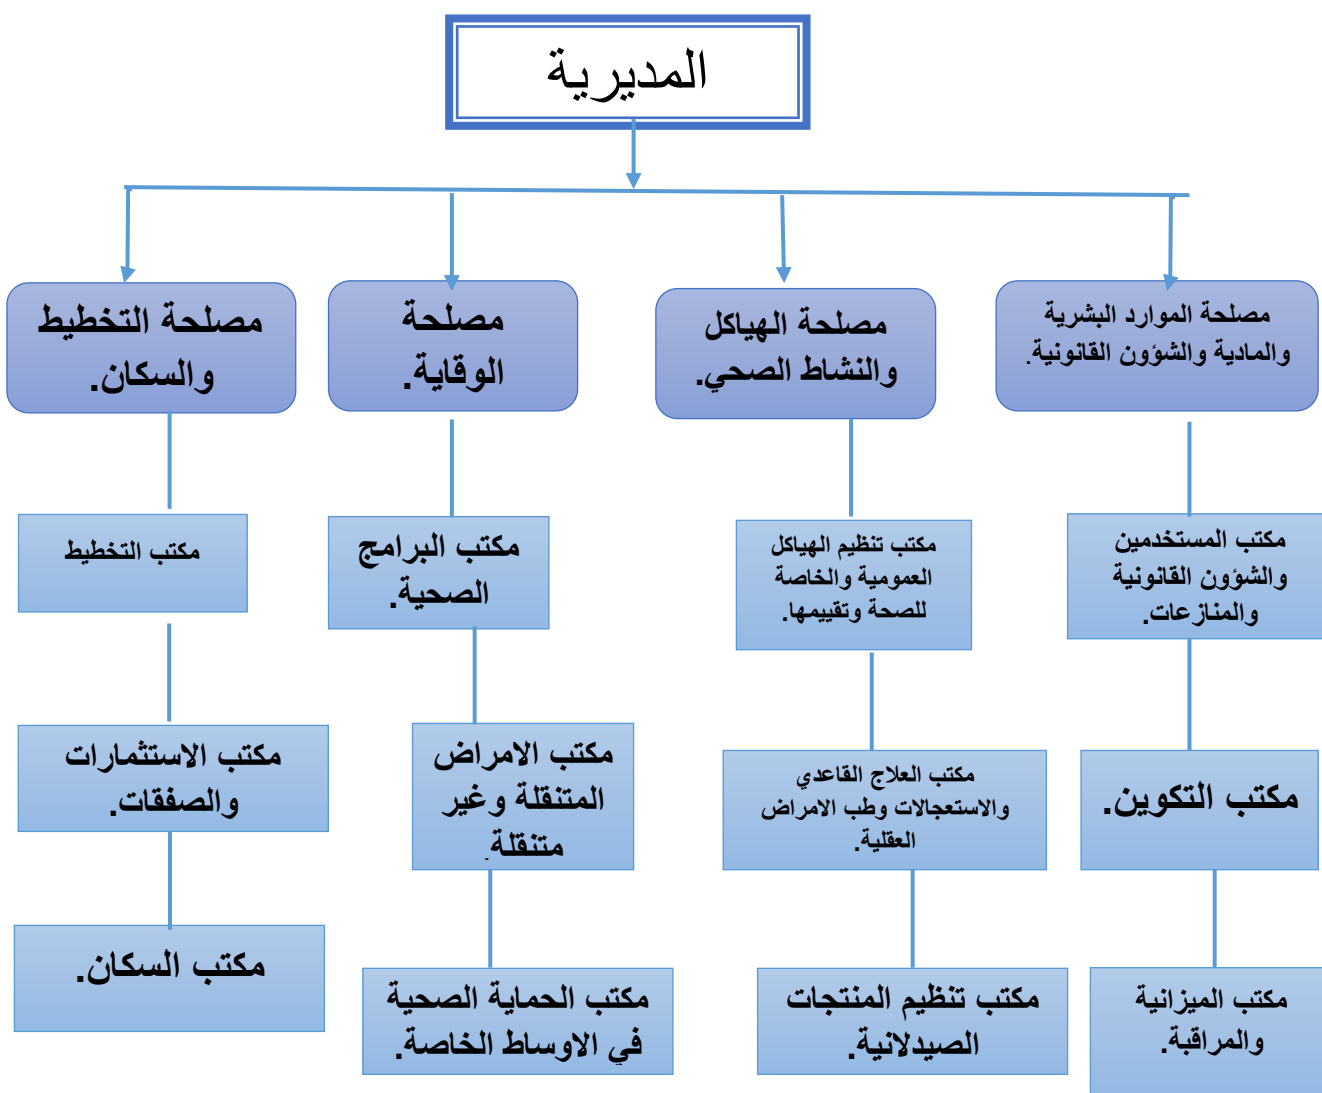 المديرية
مصلحة الموارد البشرية
والمادية والشؤون القانونية.
مصلحة الهياكل
والنشاط الصحي.
مصلحة
الوقاية.
مصلحة التخطيط
والسكان.
مكتب المستخدمين
والشؤون القانونية
والمنازعات.
مكتب تنظيم الهياكل
العمومية والخاصة
للصحة وتقييمها.
مكتب البرامج
الصحية.
مكتب التخطيط
مكتب التكوين.
مكتب العلاج القاعدي
والاستعجالات وطب الامراض
العقلية.
مكتب الامراض
المتنقلة وغير
متنقلة.
مكتب الاستثمارات
والصفقات.
مكتب الميزانية
والمراقبة.
مكتب تنظيم المنتجات
الصيدلانية.
مكتب الحماية الصحية
في الاوساط الخاصة.
مكتب السكان.